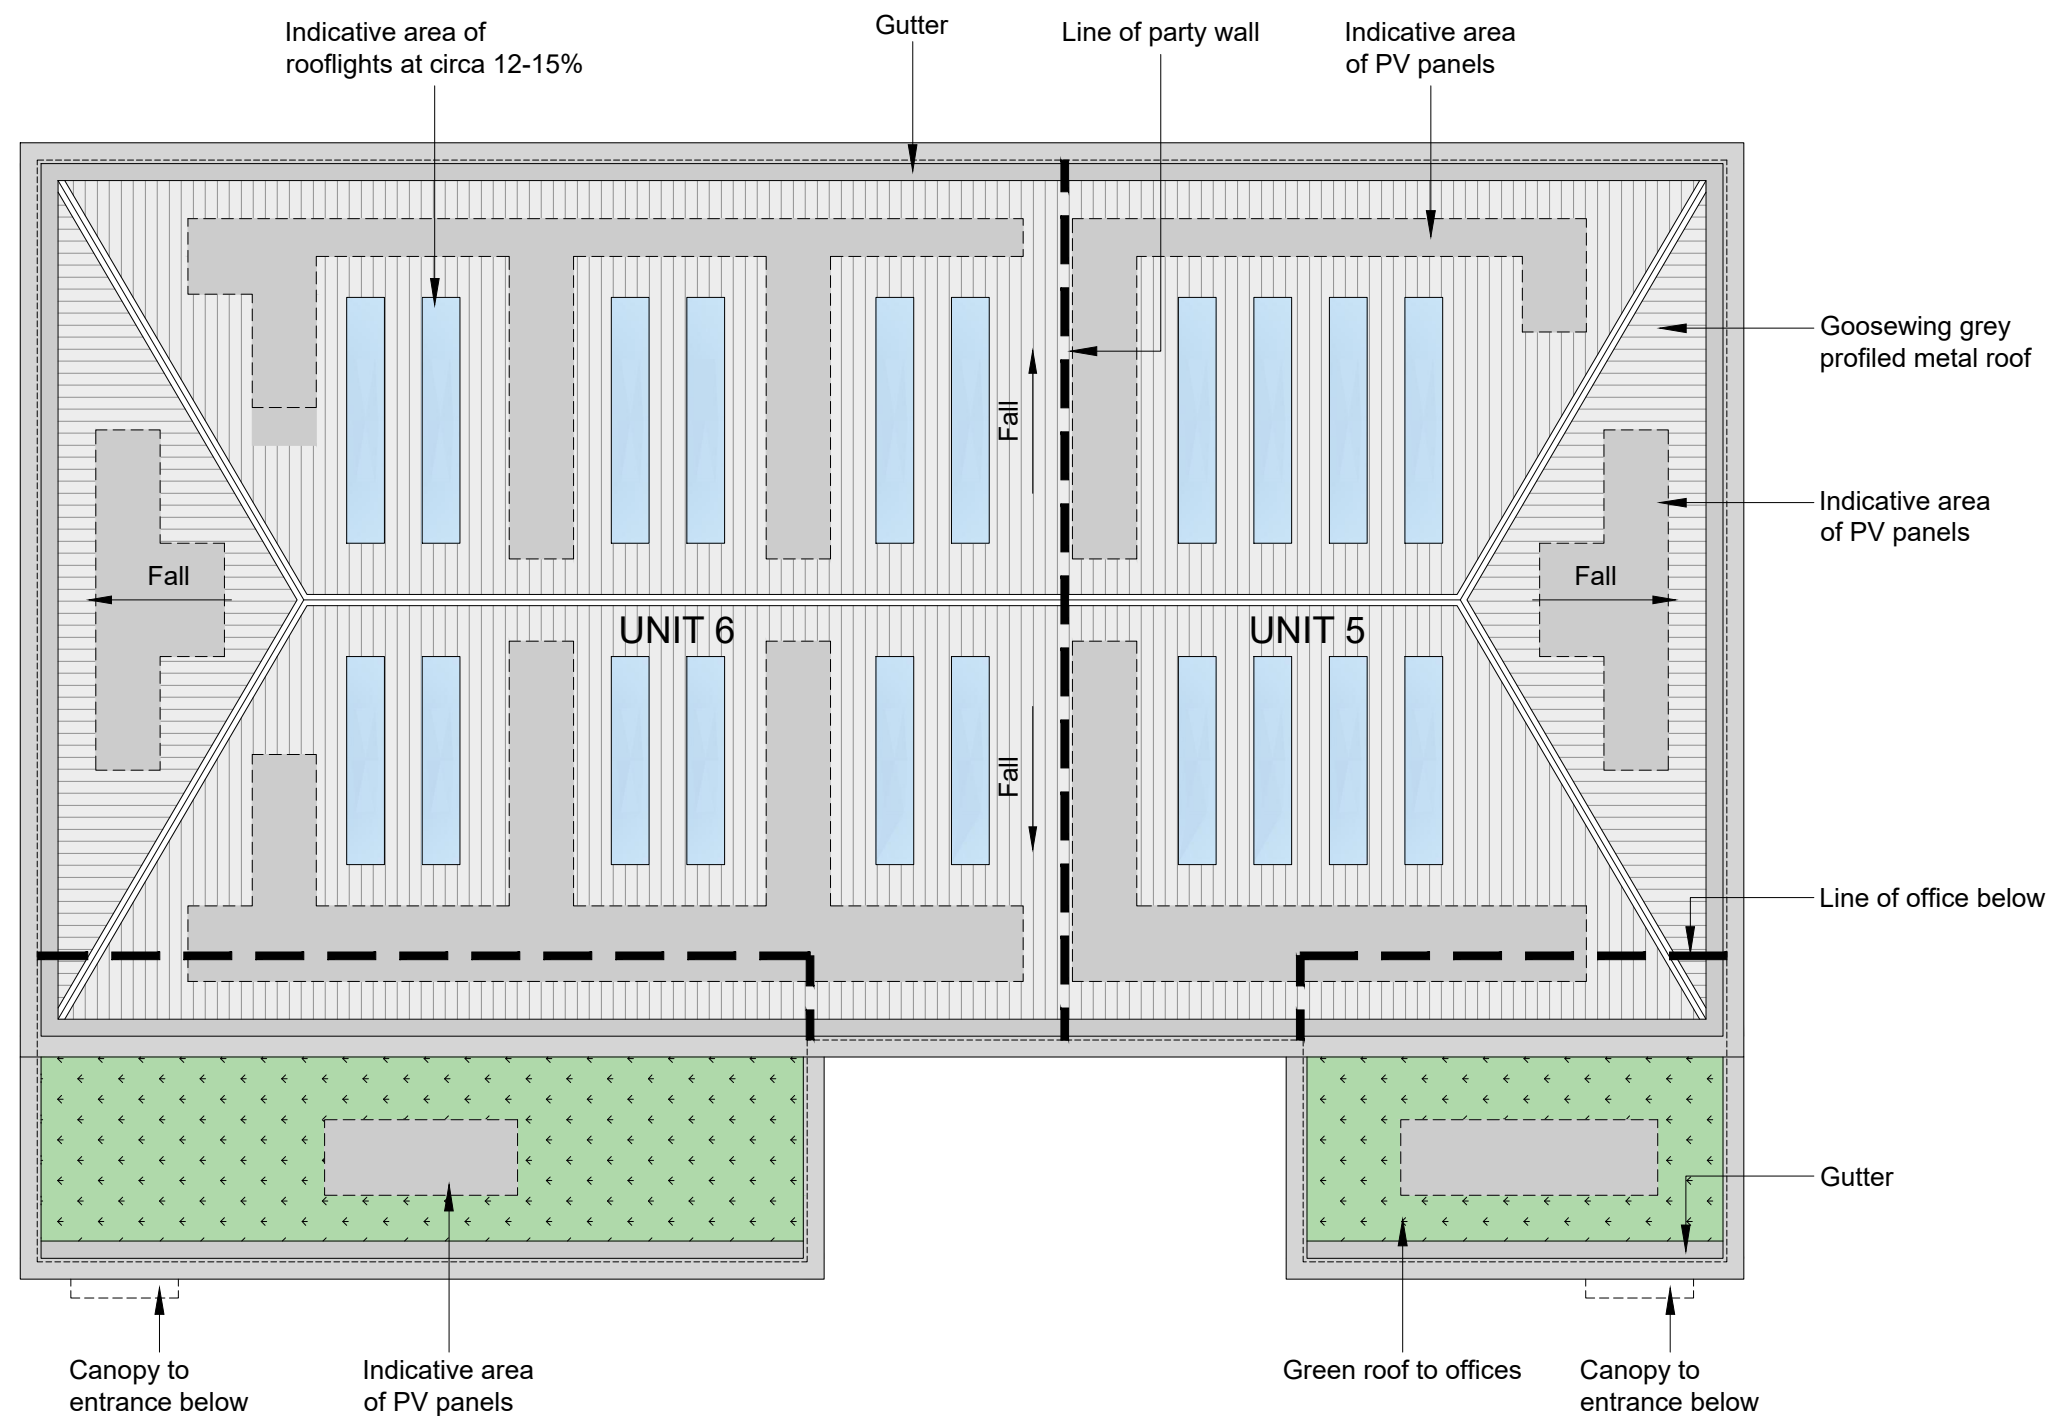 Indicative area of
rooflights at circa 12-15%
Gutter
Line of party wall
Indicative area
of PV panels
Goosewing grey
profiled metal roof
Fall
Indicative area
of PV panels
Fall
Fall
UNIT 6
UNIT 5
Fall
Line of office below
Gutter
Canopy to
entrance below
Indicative area
of PV panels
Green roof to offices
Canopy to
entrance below